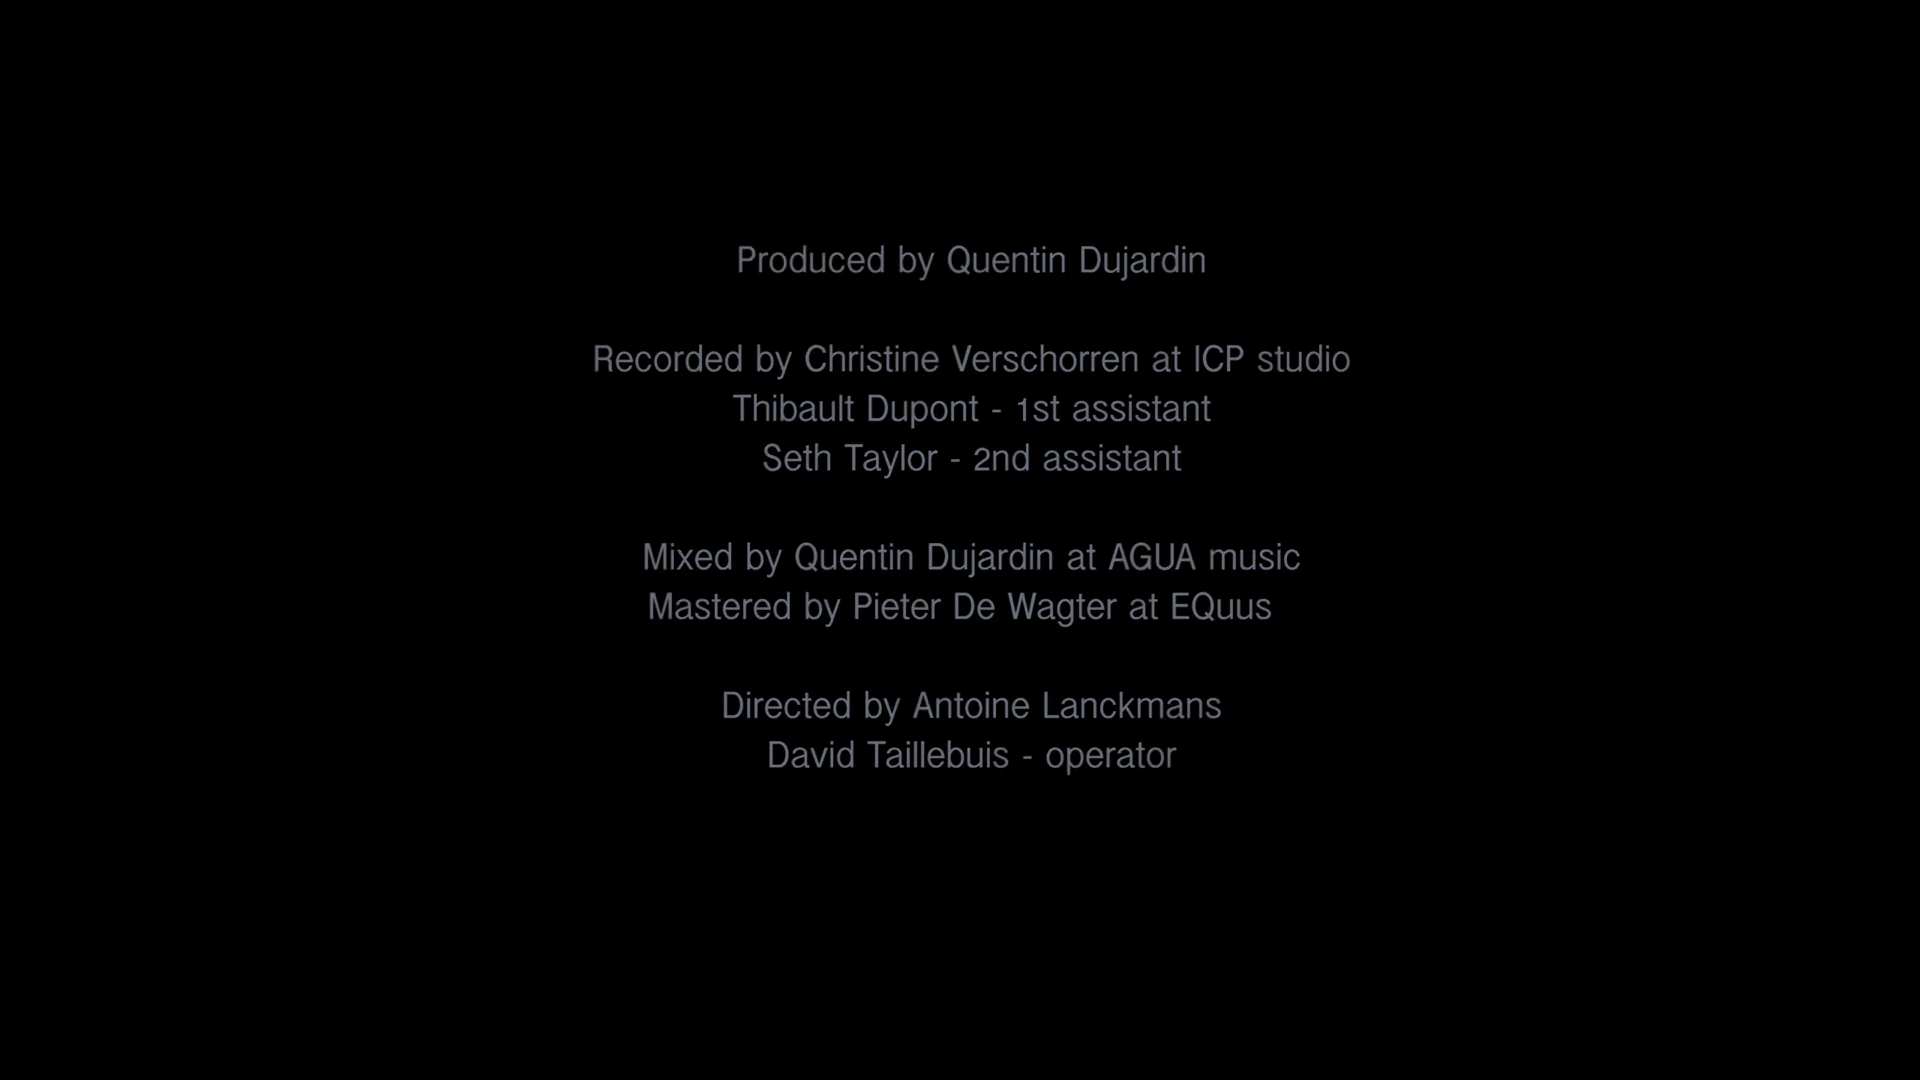 Produced by Quentin Dujardin
Recorded by Christine Verschorren at ICP studio
Thibault Dupont - 1st assistant
Seth Taylor - 2nd assistant
Mixed by Quentin Dujardin at AGUA music
Mastered by Pieter De Wagter at EQuus
Directed by Antoine Lanckmans
David Taillebuis - operator